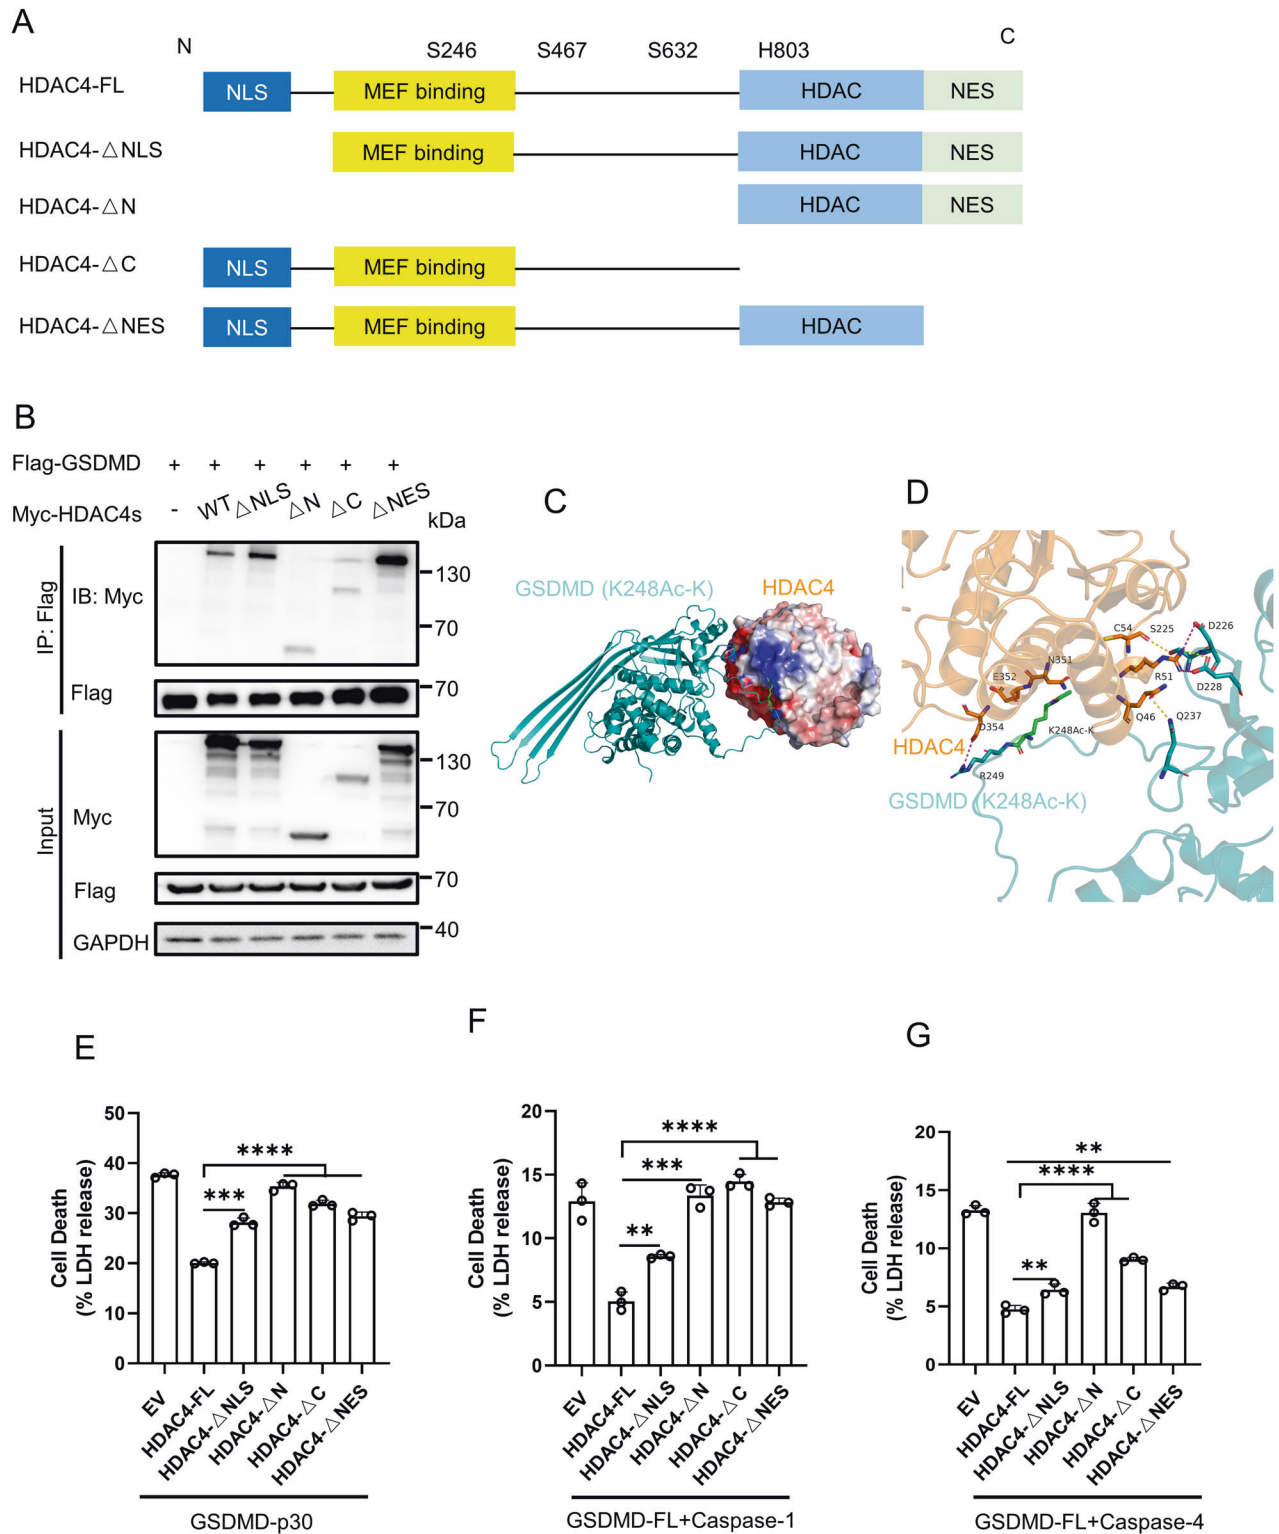 A
N S246 S467 S632 H803 C
HDAC4-FL NLS MEF binding HDAC NES
HDAC4-△NLS MEF binding HDAC NES
HDAC4-△N HDAC NES
HDAC4-△C NLS MEF binding
HDAC4-△NES NLS MEF binding HDAC
B
Flag-GSDMD + + + + + +
Myc-HDAC4s - WT △NLS △N △C △NES
kDa
IP: Flag
IB: Myc
130
70
Flag
70
Input
Myc
130
70
Flag
70
GAPDH
40
C
GSDMD (K248Ac-K)
HDAC4
D
C54
S225
D226
N351
E352
R51
D228
D354
K248Ac-K
Q46
Q237
HDAC4
R249
GSDMD (K248Ac-K)
E
Cell Death
(% LDH release)
50
40
30
20
10
0
****
***
EV
HDAC4-FL
HDAC4-△NLS
HDAC4-△N
HDAC4-△C
HDAC4-△NES
GSDMD-p30
F
Cell Death
(% LDH release)
20
15
10
5
0
****
***
**
EV
HDAC4-FL
HDAC4-△NLS
HDAC4-△N
HDAC4-△C
HDAC4-△NES
GSDMD-FL+Caspase-1
G
Cell Death
(% LDH release)
20
15
10
5
0
**
****
**
EV
HDAC4-FL
HDAC4-△NLS
HDAC4-△N
HDAC4-△C
HDAC4-△NES
GSDMD-FL+Caspase-4